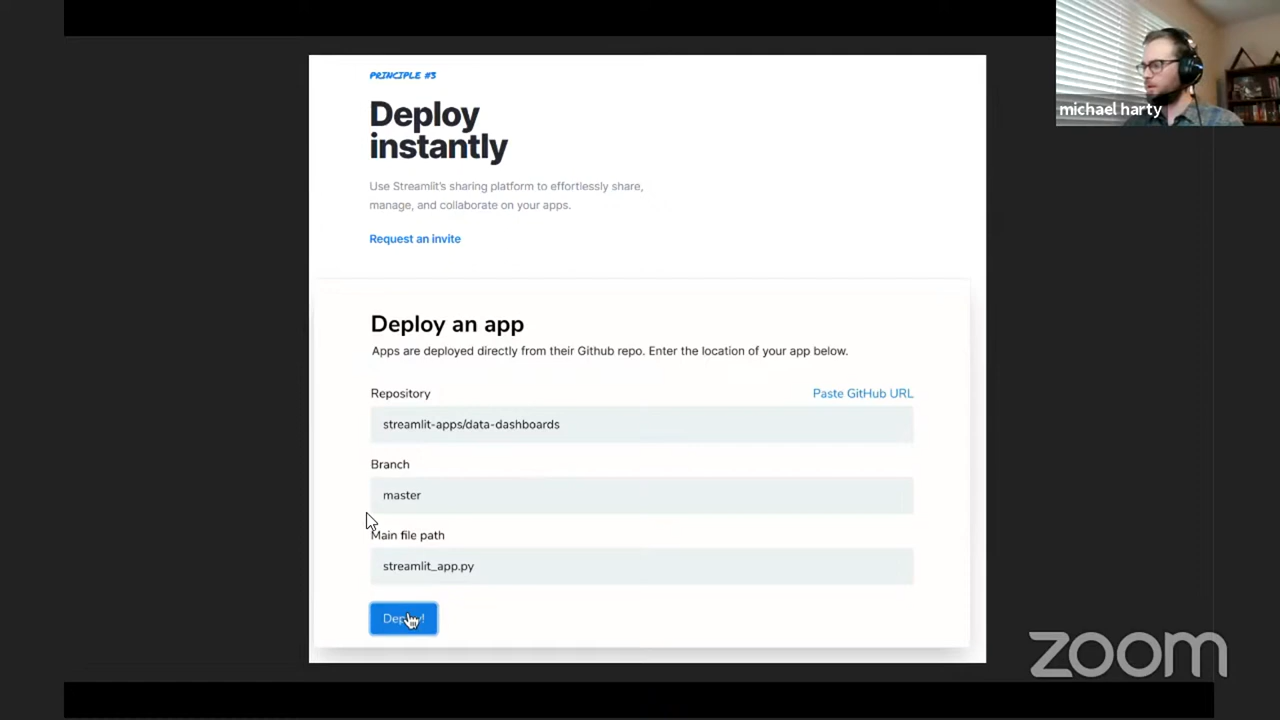 PRINCIPLE #3
Deploy
instantly
Use Streamlit's sharing platform to effortlessly share,
manage, and collaborate on your apps.
Request an invite
Deploy an app
Apps are deployed directly from their Github repo. Enter the location of your app below.
Repository
Paste GitHub URL
streamlit-apps/data-dashboards
Branch
master
Main file path
streamlit_app.py
Deploy!
michael harty
zoom